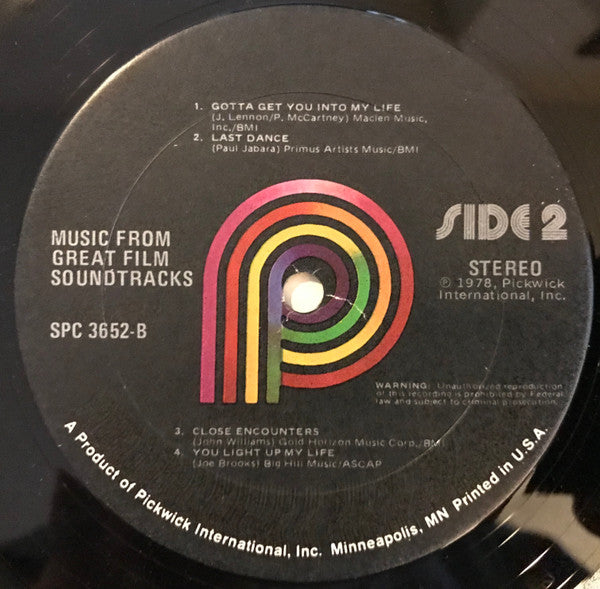 1. GOTTA GET YOU INTO MY LIFE
(J. Lennon/P. McCartney) Maclen Music,
Inc./BMI
2. LAST DANCE
(Paul Jabara) Primus Artists Music/BMI
MUSIC FROM
GREAT FILM
SOUNDTRACKS
SPC 3652-B
SIDE 2
STEREO
℗ 1978, Pickwick
International, Inc.
WARNING: Unauthorized reproduction
of this recording is prohibited by Federal
law and subject to criminal prosecution.
3. CLOSE ENCOUNTERS
(John Williams) Gold Horizon Music Corp./BMI
4. YOU LIGHT UP MY LIFE
(Joe Brooks) Big Hill Music/ASCAP
A Product of Pickwick International, Inc. Minneapolis, MN Printed in U.S.A.